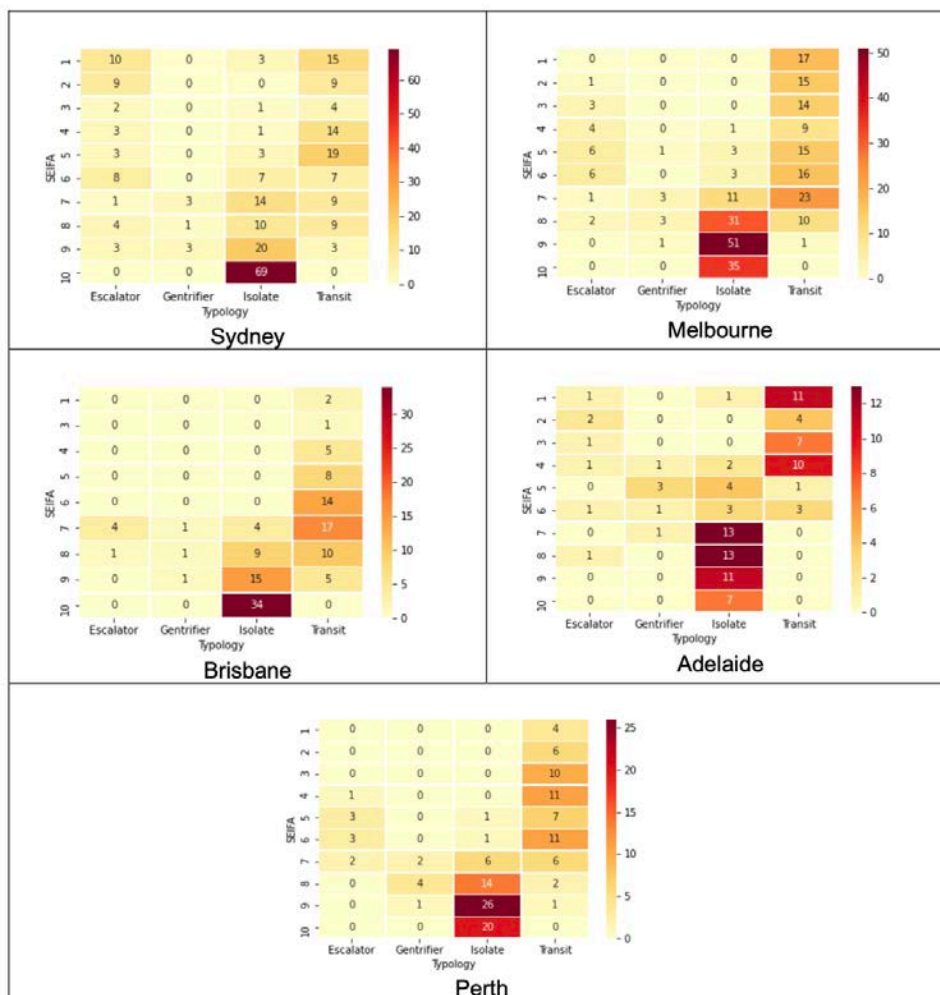 1 10 0 3 15
2 9 0 0 9
3 2 0 1 4
4 3 0 1 14
5 3 0 3 19
6 8 0 7 7
7 1 3 14 9
8 4 1 10 9
9 3 3 20 3
10 0 0 69 0
SEIFA
Escalator Gentrifier Isolate Transit
Typology
60
50
40
30
20
10
0
Sydney
1 0 0 0 17
2 1 0 0 15
3 3 0 0 14
4 4 0 1 9
5 6 1 3 15
6 6 0 3 16
7 1 3 11 23
8 2 3 31 10
9 0 1 51 1
10 0 0 35 0
SEIFA
Escalator Gentrifier Isolate Transit
Typology
50
40
30
20
10
0
Melbourne
1 0 0 0 2
3 0 0 0 1
4 0 0 0 5
5 0 0 0 8
6 0 0 0 14
7 4 1 4 17
8 1 1 9 10
9 0 1 15 5
10 0 0 34 0
SEIFA
Escalator Gentrifier Isolate Transit
Typology
30
25
20
15
10
5
0
Brisbane
1 1 0 1 11
2 2 0 0 4
3 1 0 0 7
4 1 1 2 10
5 0 3 4 1
6 1 1 3 3
7 0 1 13 0
8 1 0 13 0
9 0 0 11 0
10 0 0 7 0
SEIFA
Escalator Gentrifier Isolate Transit
Typology
12
10
8
6
4
2
0
Adelaide
1 0 0 0 4
2 0 0 0 6
3 0 0 0 10
4 1 0 0 11
5 3 0 1 7
6 3 0 1 11
7 2 2 6 6
8 0 4 14 2
9 0 1 26 1
10 0 0 20 0
SEIFA
Escalator Gentrifier Isolate Transit
Typology
25
20
15
10
5
0
Perth